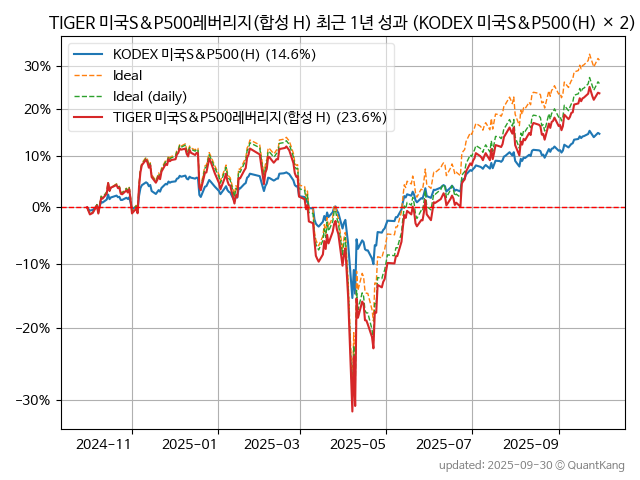 TIGER 미국S&P500레버리지(합성 H) 최근 1년 성과 (KODEX 미국S&P500(H) × 2)
KODEX 미국S&P500(H) (14.6%)
Ideal
Ideal (daily)
TIGER 미국S&P500레버리지(합성 H) (23.6%)
30%
20%
10%
0%
−10%
−20%
−30%
2024-11
2025-01
2025-03
2025-05
2025-07
2025-09
updated: 2025-09-30 © QuantKang